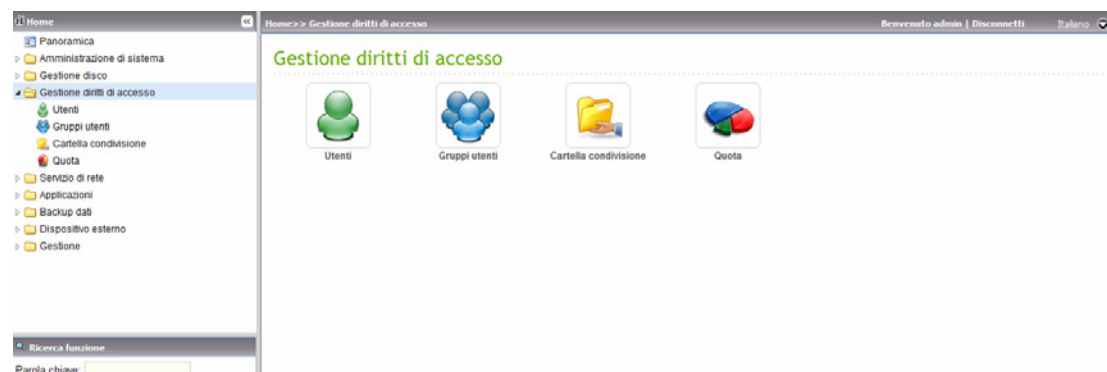 Home
Panoramica
Amministrazione di sistema
Gestione disco
Gestione diritti di accesso
Utenti
Gruppi utenti
Cartella condivisione
Quota
Servizio di rete
Applicazioni
Backup dati
Dispositivo esterno
Gestione
Ricerca funzione
Parola chiave:
Home>> Gestione diritti di accesso
Benvenuto admin | Disconnetti
Italiano
Gestione diritti di accesso
Utenti
Gruppi utenti
Cartella condivisione
Quota